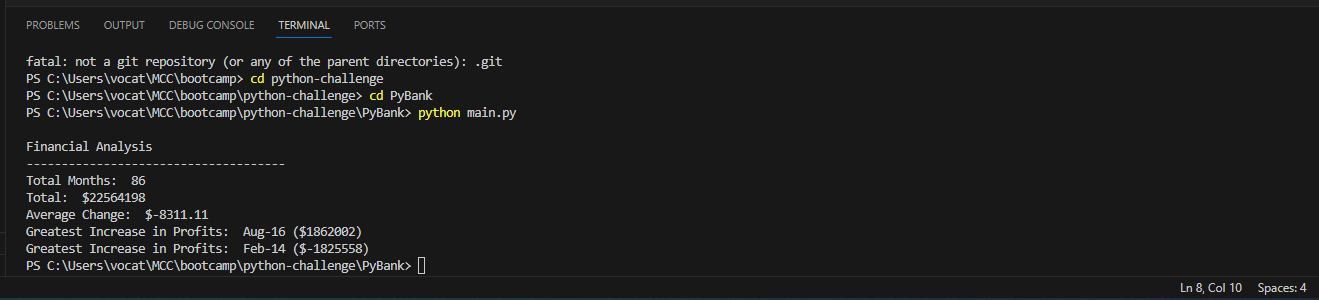 PROBLEMS OUTPUT DEBUG CONSOLE TERMINAL PORTS
fatal: not a git repository (or any of the parent directories): .git
PS C:\Users\vocat\MCC\bootcamp> cd python-challenge
PS C:\Users\vocat\MCC\bootcamp\python-challenge> cd PyBank
PS C:\Users\vocat\MCC\bootcamp\python-challenge\PyBank> python main.py
Financial Analysis
-------------------------------------
Total Months:  86
Total:  $22564198
Average Change:  $-8311.11
Greatest Increase in Profits:  Aug-16 ($1862002)
Greatest Increase in Profits:  Feb-14 ($-1825558)
PS C:\Users\vocat\MCC\bootcamp\python-challenge\PyBank>
Ln 8, Col 10 Spaces: 4